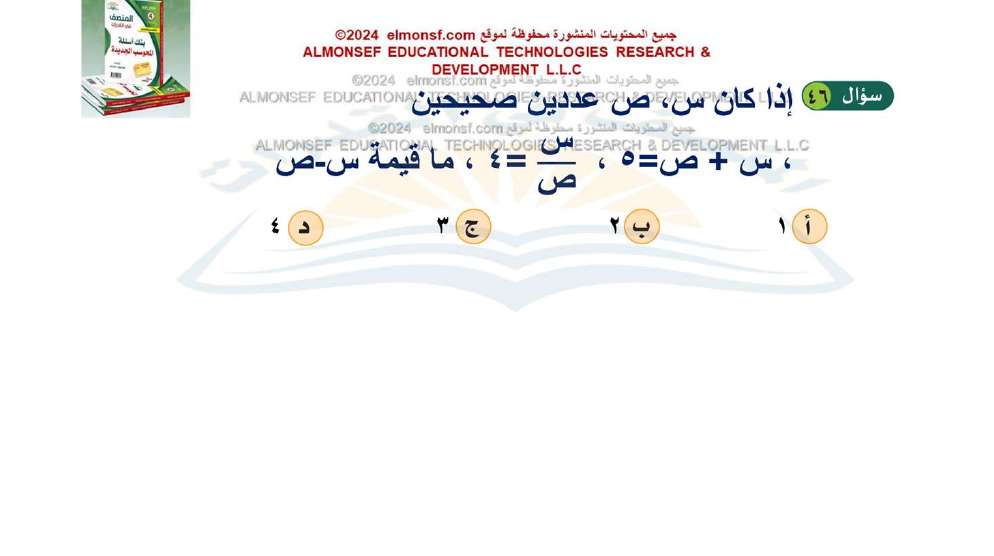 المنصف
في القدرات
بنك أسئلة
المحوسب الجديدة
جميع المحتويات المنشورة محفوظة لموقع elmonsf.com ©2024
ALMONSEF EDUCATIONAL TECHNOLOGIES RESEARCH &
DEVELOPMENT L.L.C
جميع المحتويات المنشورة محفوظة لموقع elmonsf.com ©2024
ALMONSEF EDUCATIONAL TECHNOLOGIES RESEARCH & DEVELOPMENT L.L.C
سؤال ٤٦ إذا كان س، ص عددين صحيحين
جميع المحتويات المنشورة محفوظة لموقع elmonsf.com ©2024
ALMONSEF EDUCATIONAL TECHNOLOGIES RESEARCH & DEVELOPMENT L.L.C
، س + ص=٥ ، س/ص =٤ ، ما قيمة س-ص
أ ١ ب ٢ ج ٣ د ٤